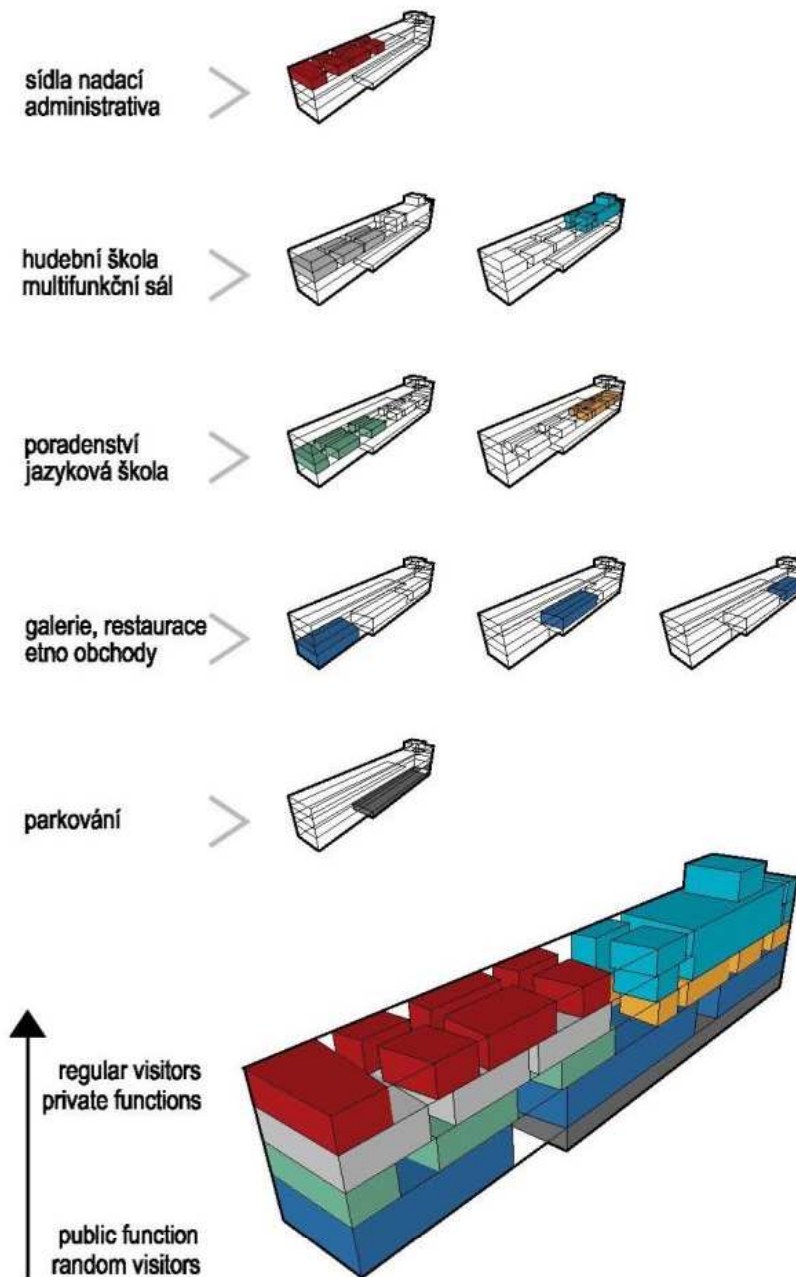 sídla nadací
administrativa
hudební škola
multifunkční sál
poradenství
jazyková škola
galerie, restaurace
etno obchody
parkování
regular visitors
private functions
public function
random visitors